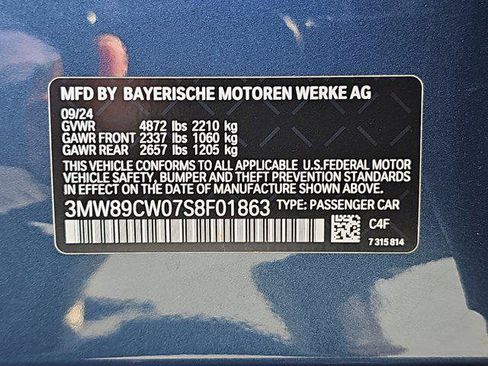 MFD BY BAYERISCHE MOTOREN WERKE AG
09/24
GVWR 4872 lbs 2210 kg
GAWR FRONT 2337 lbs 1060 kg
GAWR REAR 2657 lbs 1205 kg
THIS VEHICLE CONFORMS TO ALL APPLICABLE U.S.FEDERAL MOTOR
VEHICLE SAFETY, BUMPER AND THEFT PREVENTION STANDARDS
IN EFFECT ON THE DATE OF MANUFACTURE SHOWN ABOVE.
3MW89CW07S8F01863 TYPE: PASSENGER CAR
C4F
7 315 814